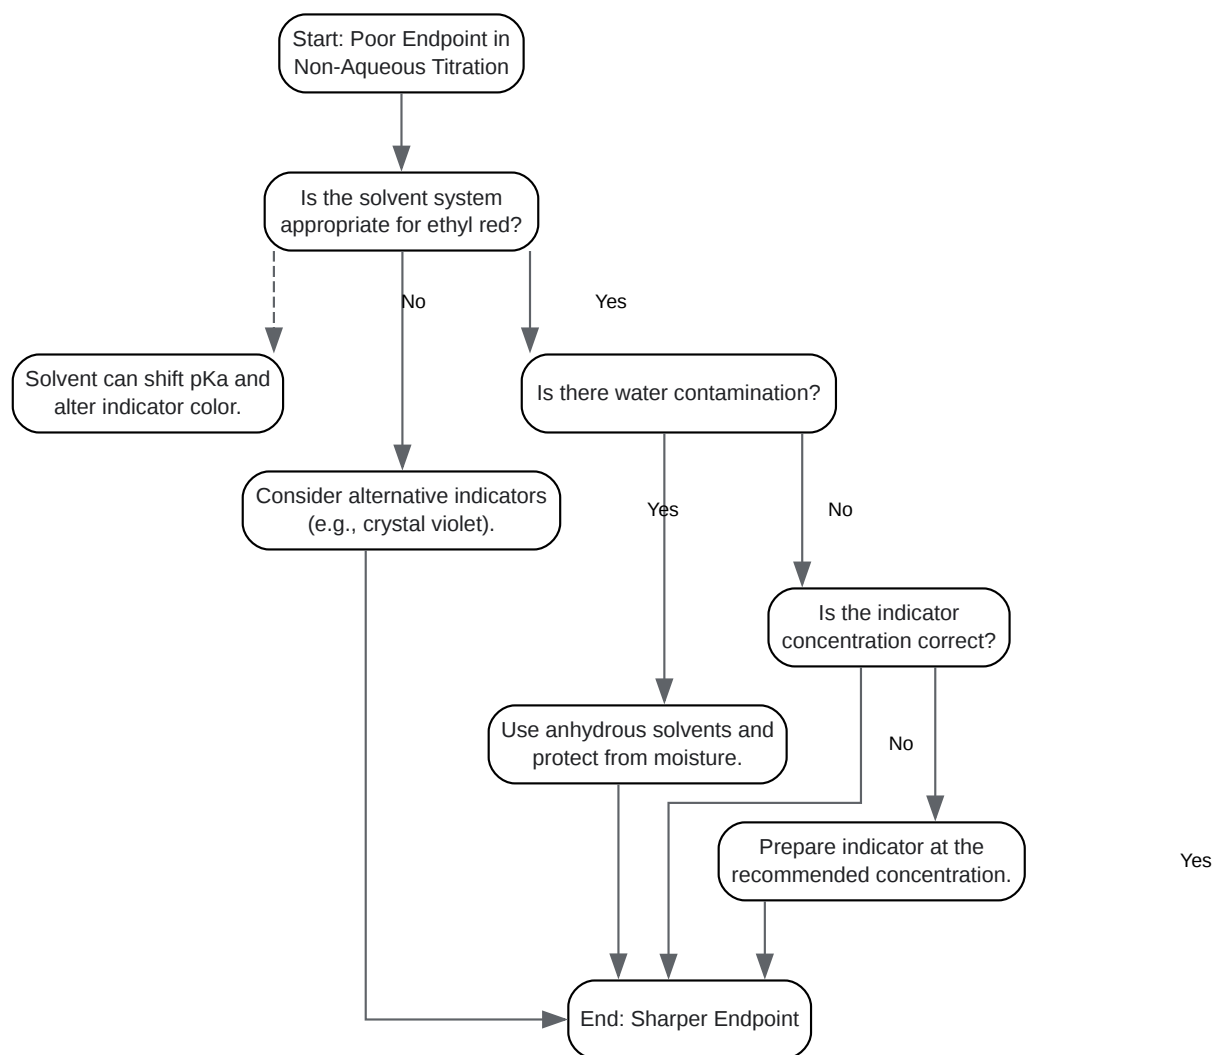 Start: Poor Endpoint in
Non-Aqueous Titration
Is the solvent system
appropriate for ethyl red?
No
Yes
Solvent can shift pKa and
alter indicator color.
Is there water contamination?
Consider alternative indicators
(e.g., crystal violet).
Yes
No
Is the indicator
concentration correct?
Use anhydrous solvents and
protect from moisture.
No
Prepare indicator at the
recommended concentration.
Yes
End: Sharper Endpoint